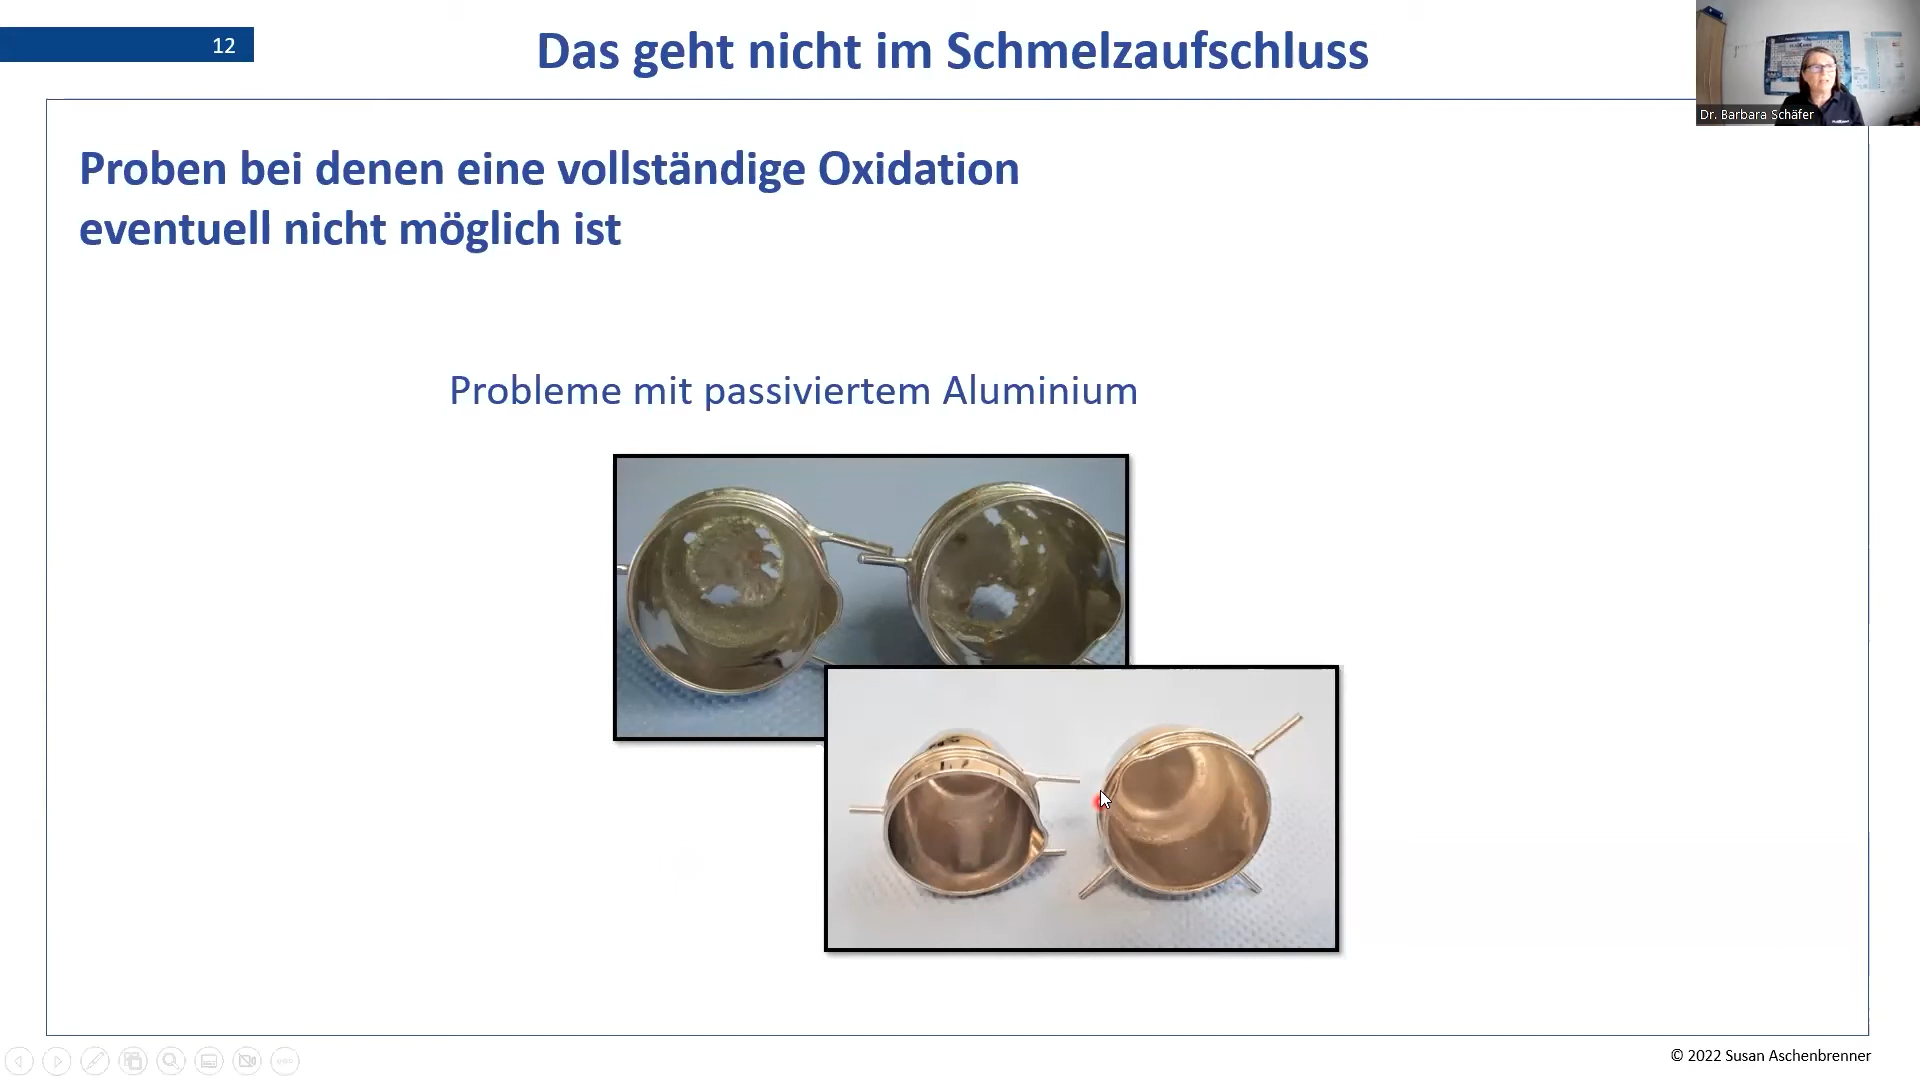 12
Das geht nicht im Schmelzaufschluss
Dr. Barbara Schäfer
Proben bei denen eine vollständige Oxidation
eventuell nicht möglich ist
Probleme mit passiviertem Aluminium
© 2022 Susan Aschenbrenner